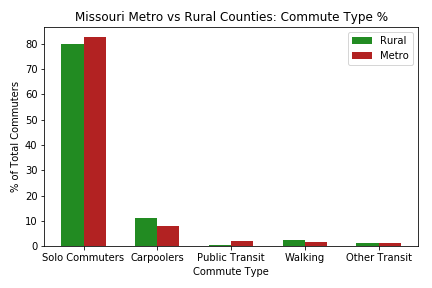 Missouri Metro vs Rural Counties: Commute Type %
Rural
Metro
% of Total Commuters
80
70
60
50
40
30
20
10
0
Solo Commuters Carpoolers Public Transit Walking Other Transit
Commute Type